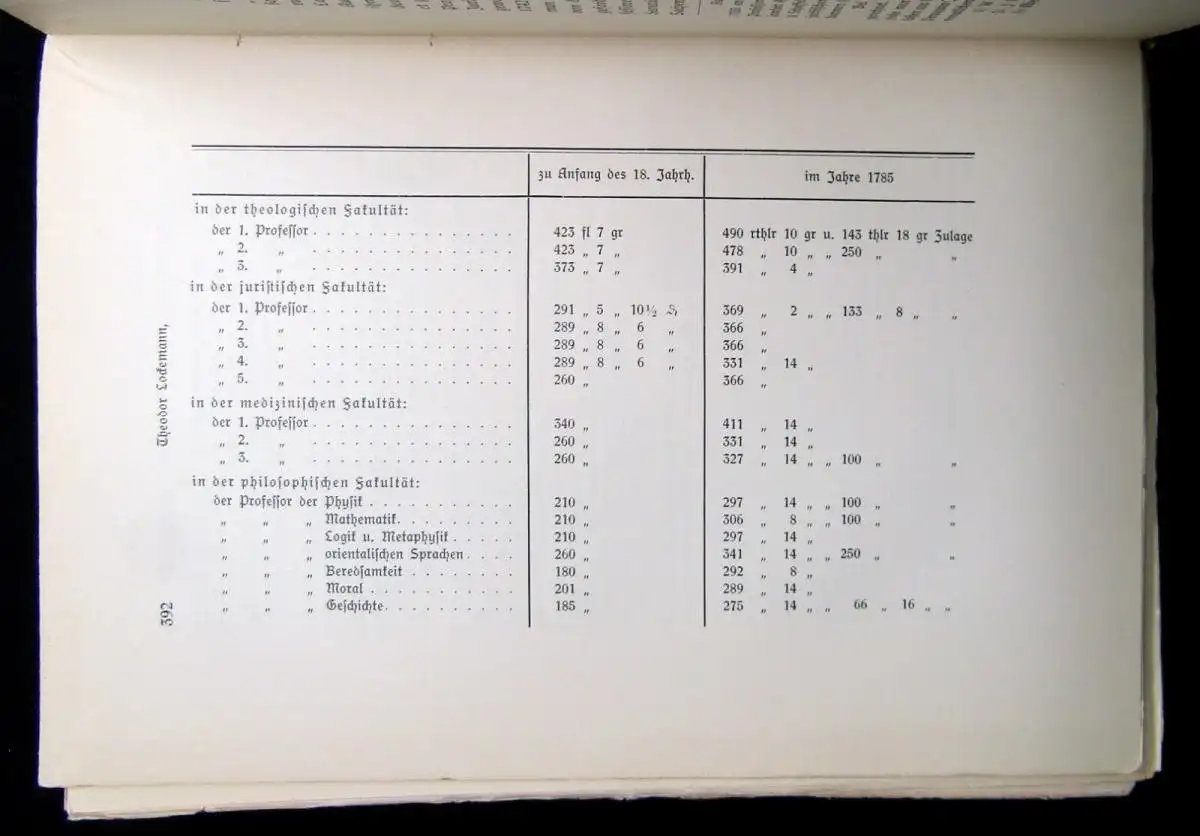 zu Anfang des 18. Jahrh. im Jahre 1785
in der theologischen Fakultät:
der 1. Professor . . . . . . . . . . . . . . . 423 fl 7 gr 490 rthlr 10 gr u. 143 thlr 18 gr Zulage
„ 2. „ . . . . . . . . . . . . . . . 423 „ 7 „ 478 „ 10 „ „ 250 „ „
„ 3. „ . . . . . . . . . . . . . . . 373 „ 7 „ 391 „ 4 „
in der juristischen Fakultät:
der 1. Professor . . . . . . . . . . . . . . . 291 „ 5 „ 10½ ₰ 369 „ 2 „ „ 133 „ 8 „ „
„ 2. „ . . . . . . . . . . . . . . . 289 „ 8 „ 6 „ 366 „
„ 3. „ . . . . . . . . . . . . . . . 289 „ 8 „ 6 „ 366 „
„ 4. „ . . . . . . . . . . . . . . . 289 „ 8 „ 6 „ 331 „ 14 „
„ 5. „ . . . . . . . . . . . . . . . 260 „ 366 „
in der medizinischen Fakultät:
der 1. Professor . . . . . . . . . . . . . . . 340 „ 411 „ 14 „
„ 2. „ . . . . . . . . . . . . . . . 260 „ 331 „ 14 „
„ 3. „ . . . . . . . . . . . . . . . 260 „ 327 „ 14 „ „ 100 „ „
in der philosophischen Fakultät:
der Professor der Physik . . . . . . . . . . . 210 „ 297 „ 14 „ „ 100 „ „
„ „ „ Mathematik . . . . . . . . . 210 „ 306 „ 8 „ „ 100 „ „
„ „ „ Logik u. Metaphysik . . . . . 210 „ 297 „ 14 „
„ „ „ orientalischen Sprachen . . . . 260 „ 341 „ 14 „ „ 250 „ „
„ „ „ Beredsamkeit . . . . . . . . 180 „ 292 „ 8 „
„ „ „ Moral . . . . . . . . . . . 201 „ 289 „ 14 „
„ „ „ Geschichte . . . . . . . . . . 185 „ 275 „ 14 „ „ 66 „ 16 „ „
Theodor Lockemann,
392